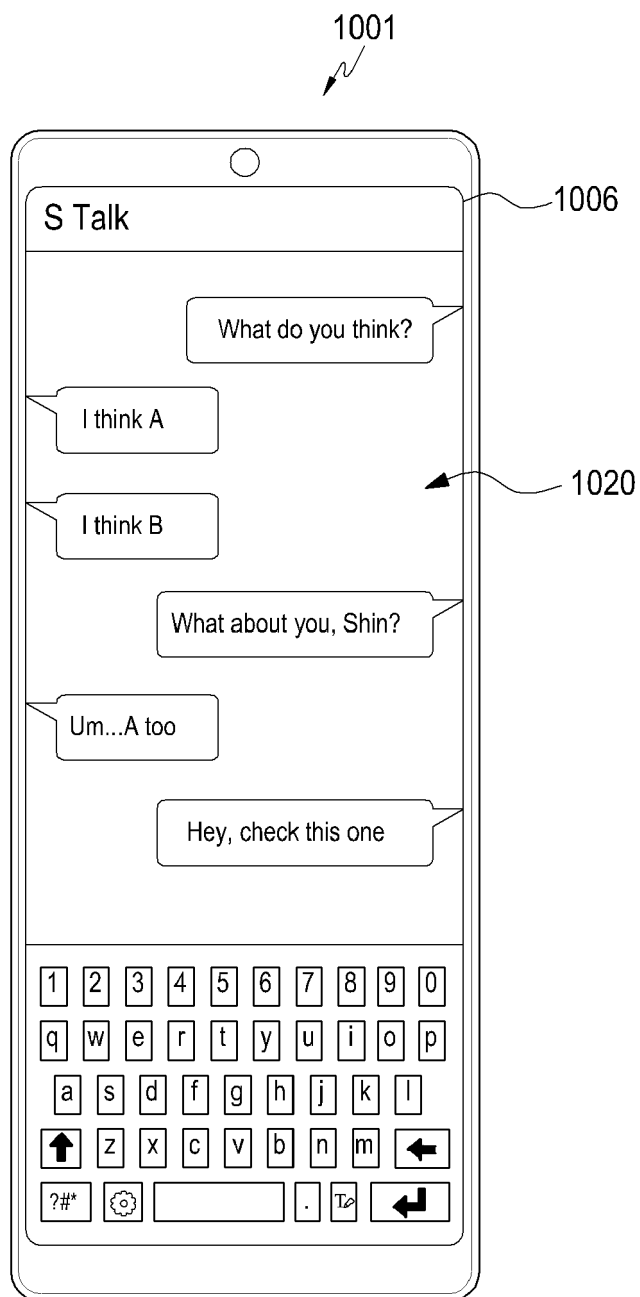 1001
1006
S Talk
What do you think?
I think A
1020
I think B
What about you, Shin?
Um...A too
Hey, check this one
1 2 3 4 5 6 7 8 9 0
q w e r t y u i o p
a s d f g h j k l
z x c v b n m
?#* . T